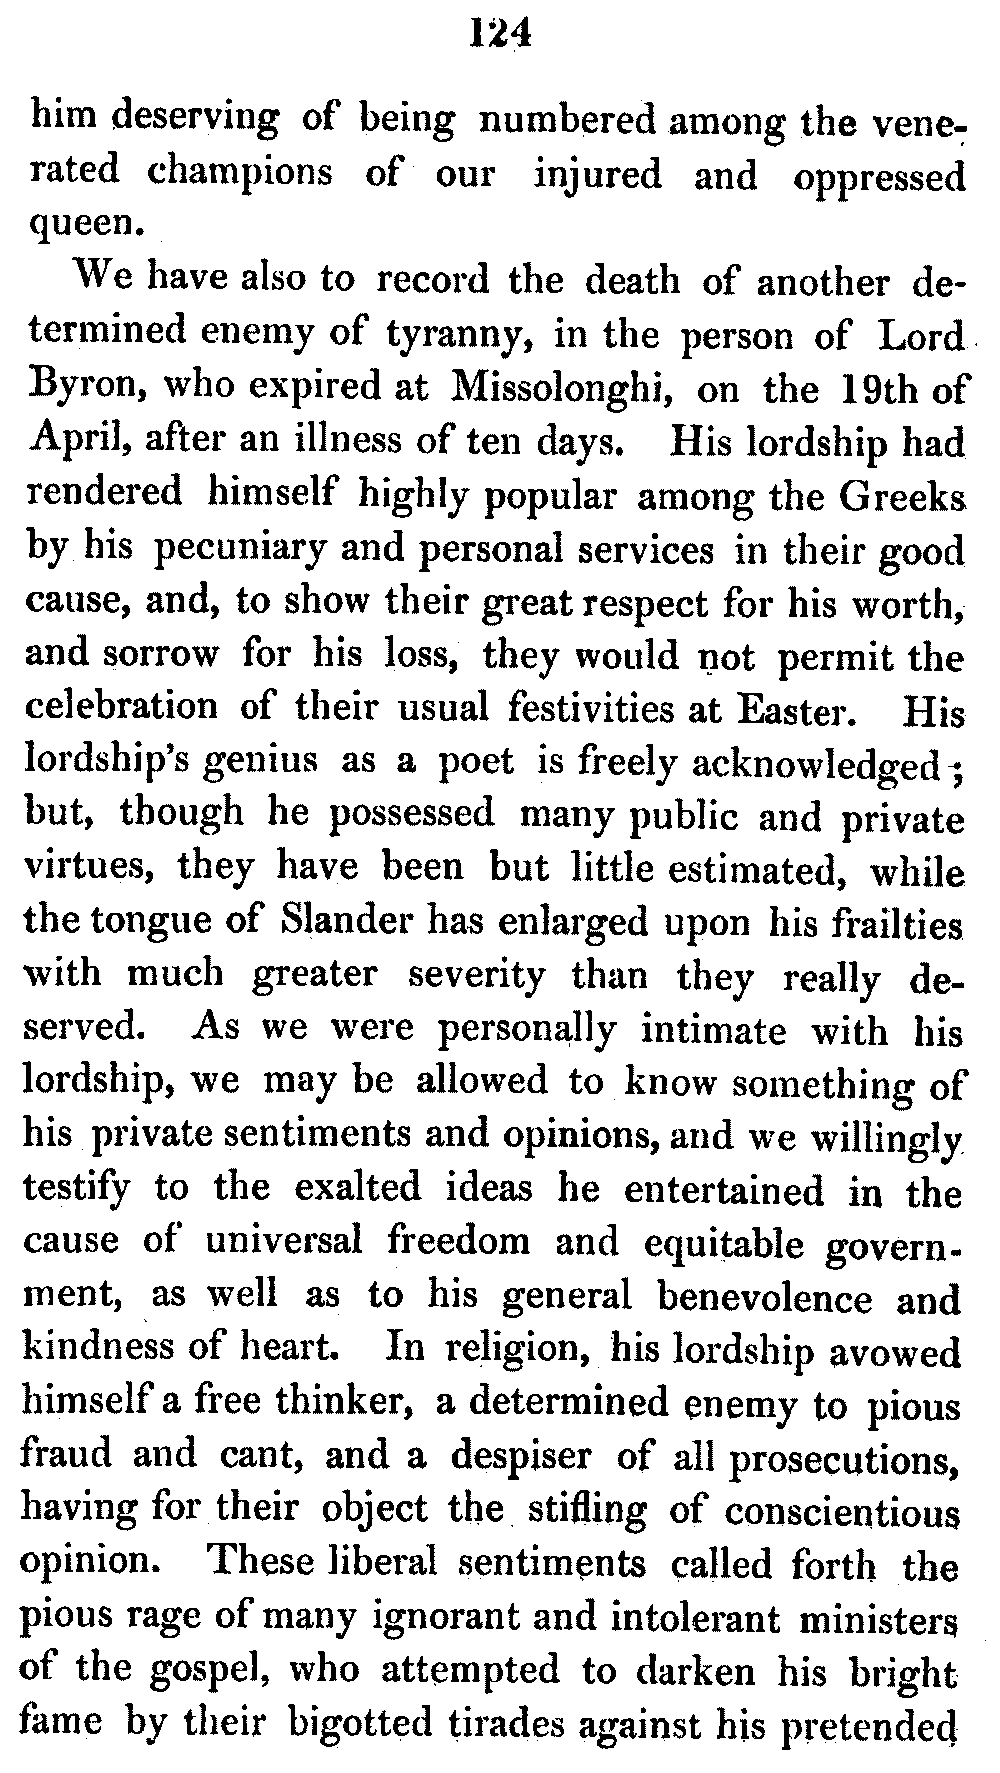 124
him deserving of being numbered among the vene-
rated champions of our injured and oppressed
queen.
We have also to record the death of another de-
termined enemy of tyranny, in the person of Lord
Byron, who expired at Missolonghi, on the 19th of
April, after an illness of ten days. His lordship had
rendered himself highly popular among the Greeks
by his pecuniary and personal services in their good
cause, and, to show their great respect for his worth,
and sorrow for his loss, they would not permit the
celebration of their usual festivities at Easter. His
lordship's genius as a poet is freely acknowledged;
but, though he possessed many public and private
virtues, they have been but little estimated, while
the tongue of Slander has enlarged upon his frailties
with much greater severity than they really de-
served. As we were personally intimate with his
lordship, we may be allowed to know something of
his private sentiments and opinions, and we willingly
testify to the exalted ideas he entertained in the
cause of universal freedom and equitable govern-
ment, as well as to his general benevolence and
kindness of heart. In religion, his lordship avowed
himself a free thinker, a determined enemy to pious
fraud and cant, and a despiser of all prosecutions,
having for their object the stifling of conscientious
opinion. These liberal sentiments called forth the
pious rage of many ignorant and intolerant ministers
of the gospel, who attempted to darken his bright
fame by their bigotted tirades against his pretended